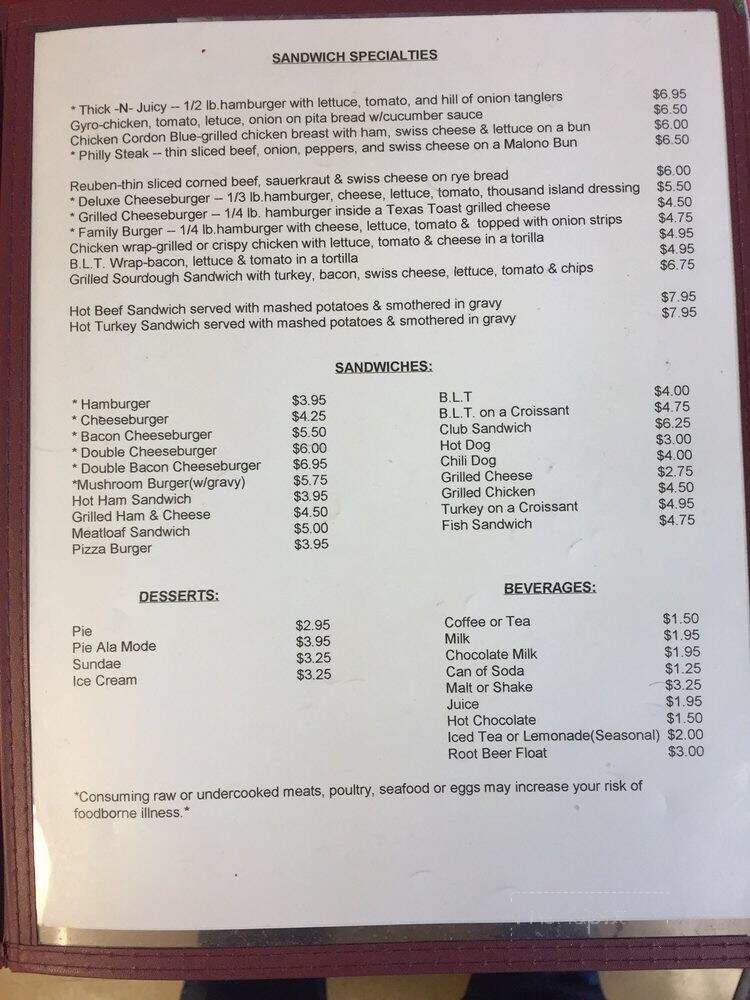 SANDWICH SPECIALTIES
* Thick -N- Juicy -- 1/2 lb.hamburger with lettuce, tomato, and hill of onion tanglers $6.95
Gyro-chicken, tomato, letuce, onion on pita bread w/cucumber sauce $6.50
Chicken Cordon Blue-grilled chicken breast with ham, swiss cheese & lettuce on a bun $6.00
* Philly Steak -- thin sliced beef, onion, peppers, and swiss cheese on a Malono Bun $6.50
Reuben-thin sliced corned beef, sauerkraut & swiss cheese on rye bread $6.00
* Deluxe Cheeseburger -- 1/3 lb.hamburger, cheese, lettuce, tomato, thousand island dressing $5.50
* Grilled Cheeseburger -- 1/4 lb. hamburger inside a Texas Toast grilled cheese $4.50
* Family Burger -- 1/4 lb.hamburger with cheese, lettuce, tomato & topped with onion strips $4.75
Chicken wrap-grilled or crispy chicken with lettuce, tomato & cheese in a torilla $4.95
B.L.T. Wrap-bacon, lettuce & tomato in a tortilla $4.95
Grilled Sourdough Sandwich with turkey, bacon, swiss cheese, lettuce, tomato & chips $6.75
Hot Beef Sandwich served with mashed potatoes & smothered in gravy $7.95
Hot Turkey Sandwich served with mashed potatoes & smothered in gravy $7.95
SANDWICHES:
* Hamburger $3.95
* Cheeseburger $4.25
* Bacon Cheeseburger $5.50
* Double Cheeseburger $6.00
* Double Bacon Cheeseburger $6.95
*Mushroom Burger(w/gravy) $5.75
Hot Ham Sandwich $3.95
Grilled Ham & Cheese $4.50
Meatloaf Sandwich $5.00
Pizza Burger $3.95
B.L.T $4.00
B.L.T. on a Croissant $4.75
Club Sandwich $6.25
Hot Dog $3.00
Chili Dog $4.00
Grilled Cheese $2.75
Grilled Chicken $4.50
Turkey on a Croissant $4.95
Fish Sandwich $4.75
DESSERTS:
Pie $2.95
Pie Ala Mode $3.95
Sundae $3.25
Ice Cream $3.25
BEVERAGES:
Coffee or Tea $1.50
Milk $1.95
Chocolate Milk $1.95
Can of Soda $1.25
Malt or Shake $3.25
Juice $1.95
Hot Chocolate $1.50
Iced Tea or Lemonade(Seasonal) $2.00
Root Beer Float $3.00
*Consuming raw or undercooked meats, poultry, seafood or eggs may increase your risk of
foodborne illness.*